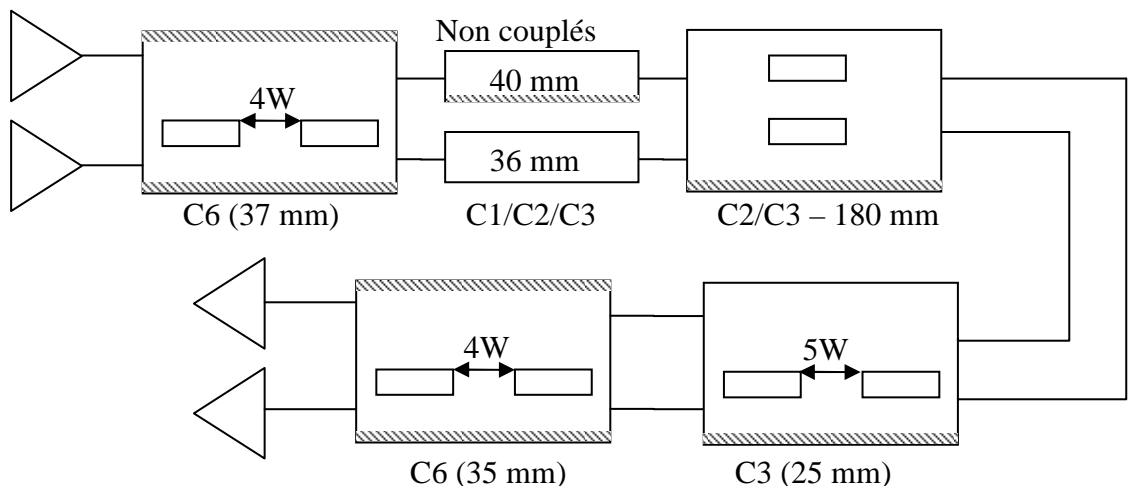 Non couplés
40 mm
4W
36 mm
C6 (37 mm)
C1/C2/C3
C2/C3 – 180 mm
4W
5W
C6 (35 mm)
C3 (25 mm)